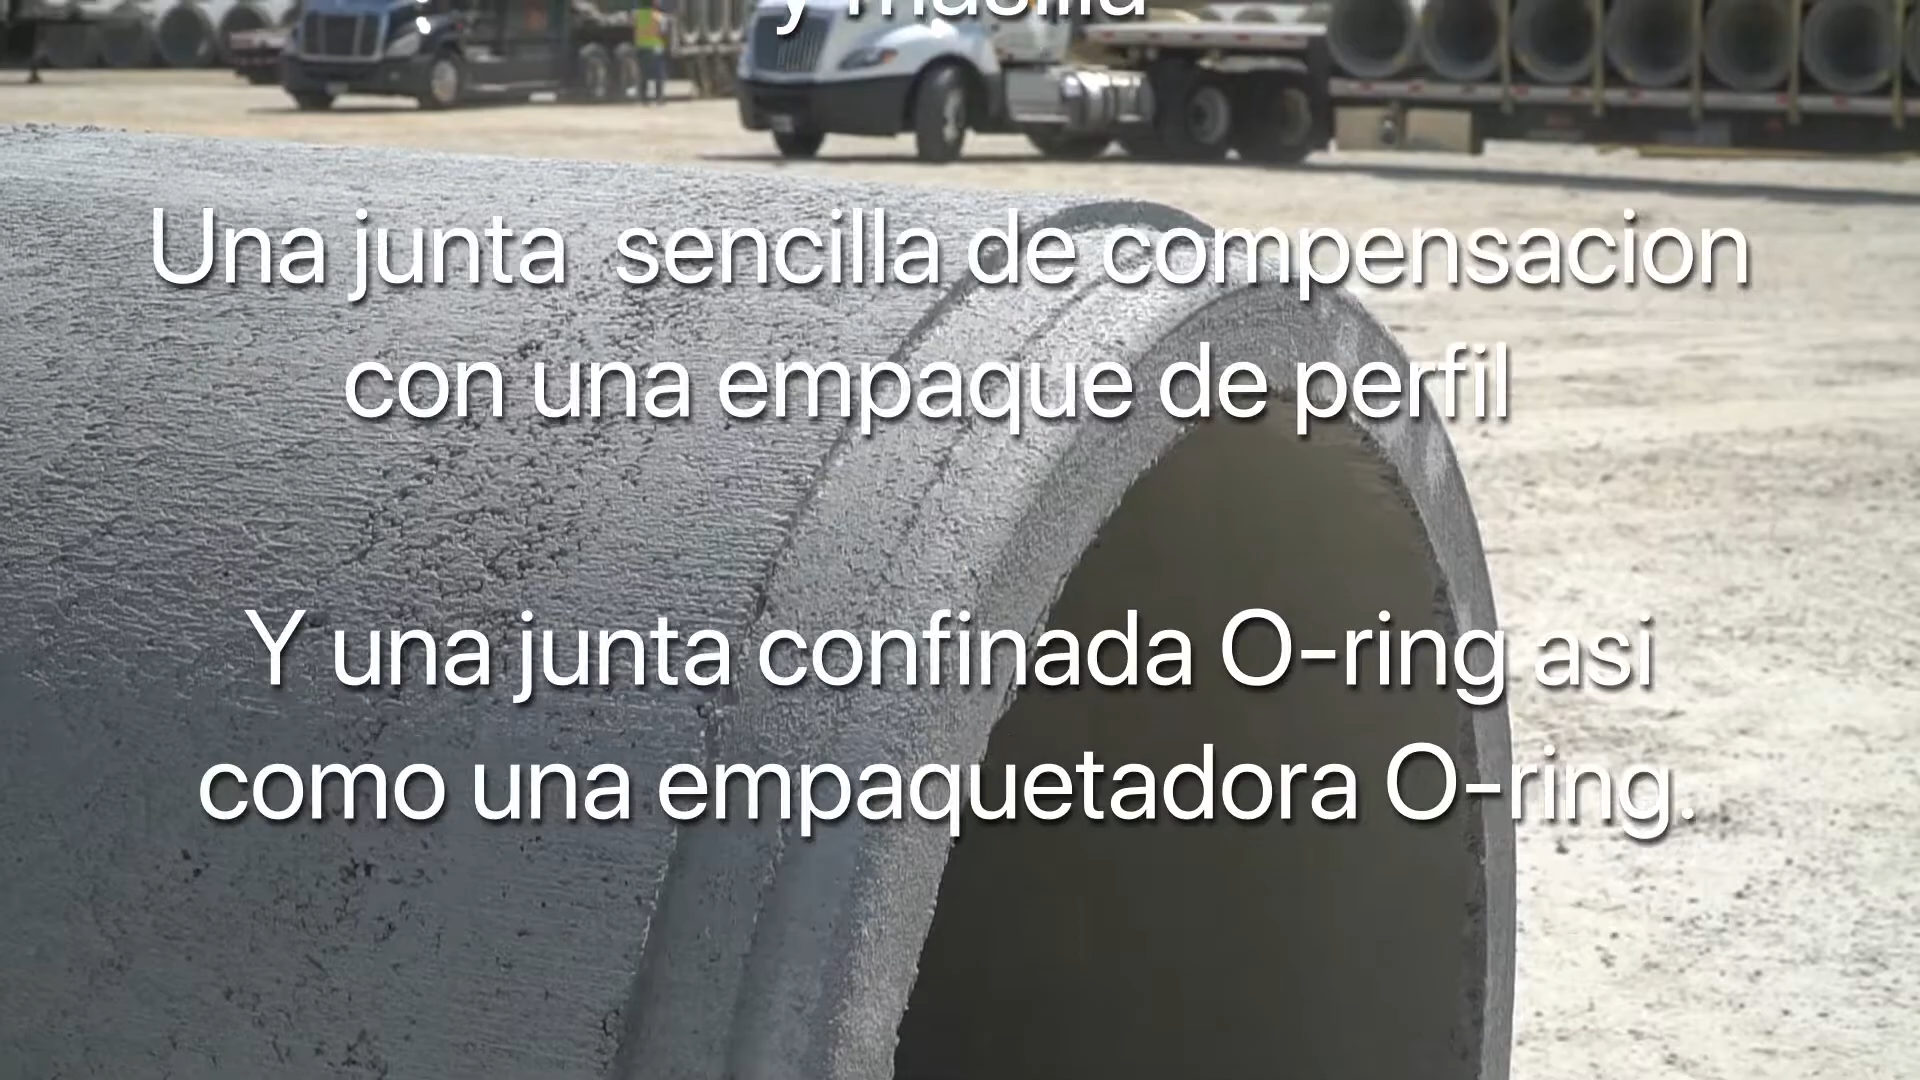 y masilla
Una junta  sencilla de compensacion
con una empaque de perfil
Y una junta confinada O-ring asi
como una empaquetadora O-ring.